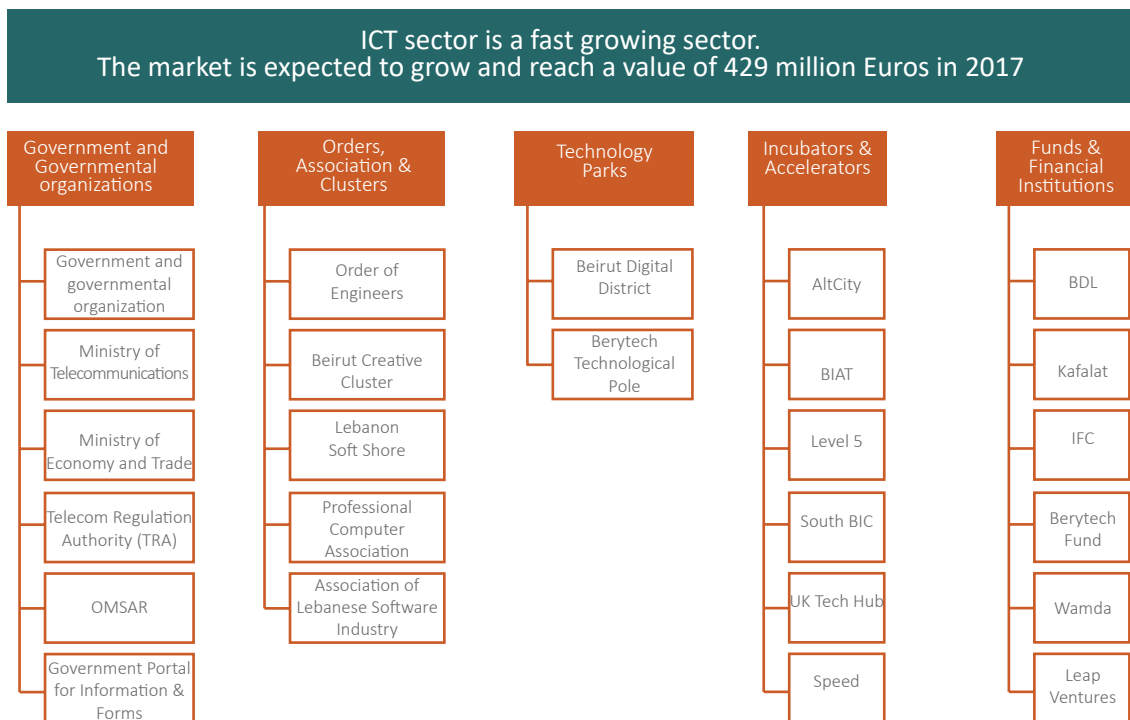 ICT sector is a fast growing sector.
The market is expected to grow and reach a value of 429 million Euros in 2017
Government and
Governmental
organizations
Government and
governmental
organization
Ministry of
Telecommunications
Ministry of
Economy and Trade
Telecom Regulation
Authority (TRA)
OMSAR
Government Portal
for Information &
Forms
Orders,
Association &
Clusters
Order of
Engineers
Beirut Creative
Cluster
Lebanon
Soft Shore
Professional
Computer
Association
Association of
Lebanese Software
Industry
Technology
Parks
Beirut Digital
District
Berytech
Technological
Pole
Incubators &
Accelerators
AltCity
BIAT
Level 5
South BIC
UK Tech Hub
Speed
Funds &
Financial
Institutions
BDL
Kafalat
IFC
Berytech
Fund
Wamda
Leap
Ventures